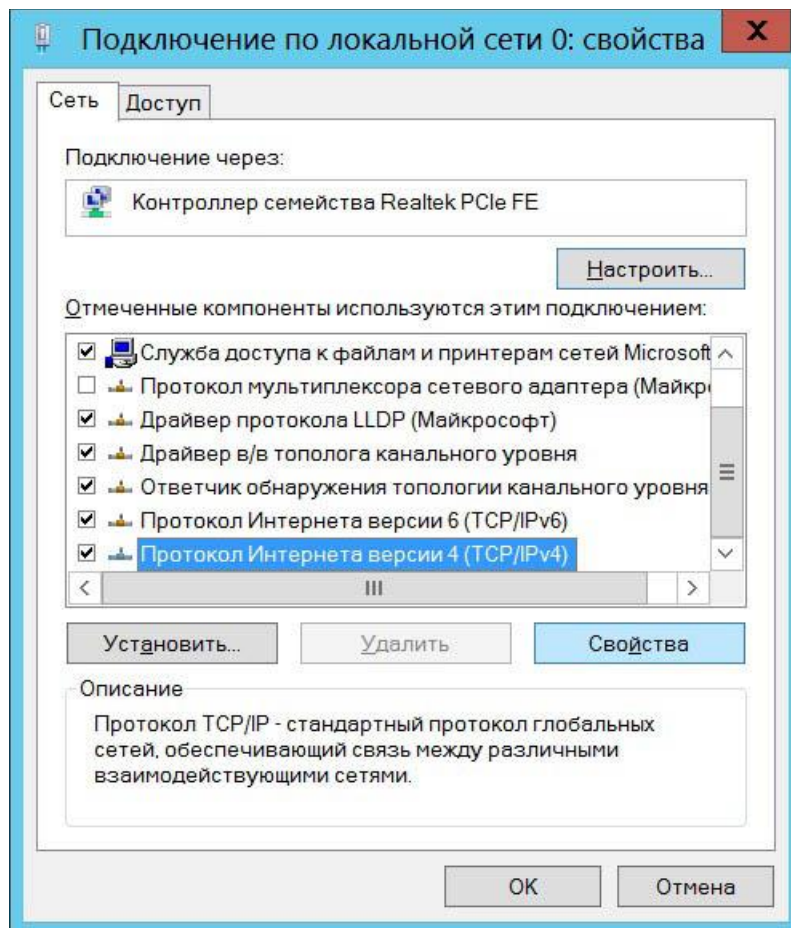 Подключение по локальной сети 0: свойства
X
Сеть
Доступ
Подключение через:
Контроллер семейства Realtek PCIe FE
Настроить...
Отмеченные компоненты используются этим подключением:
Служба доступа к файлам и принтерам сетей Microsoft
Протокол мультиплексора сетевого адаптера (Майкро
Драйвер протокола LLDP (Майкрософт)
Драйвер в/в тополога канального уровня
Ответчик обнаружения топологии канального уровня
Протокол Интернета версии 6 (TCP/IPv6)
Протокол Интернета версии 4 (TCP/IPv4)
Установить...
Удалить
Свойства
Описание
Протокол TCP/IP - стандартный протокол глобальных
сетей, обеспечивающий связь между различными
взаимодействующими сетями.
OK
Отмена